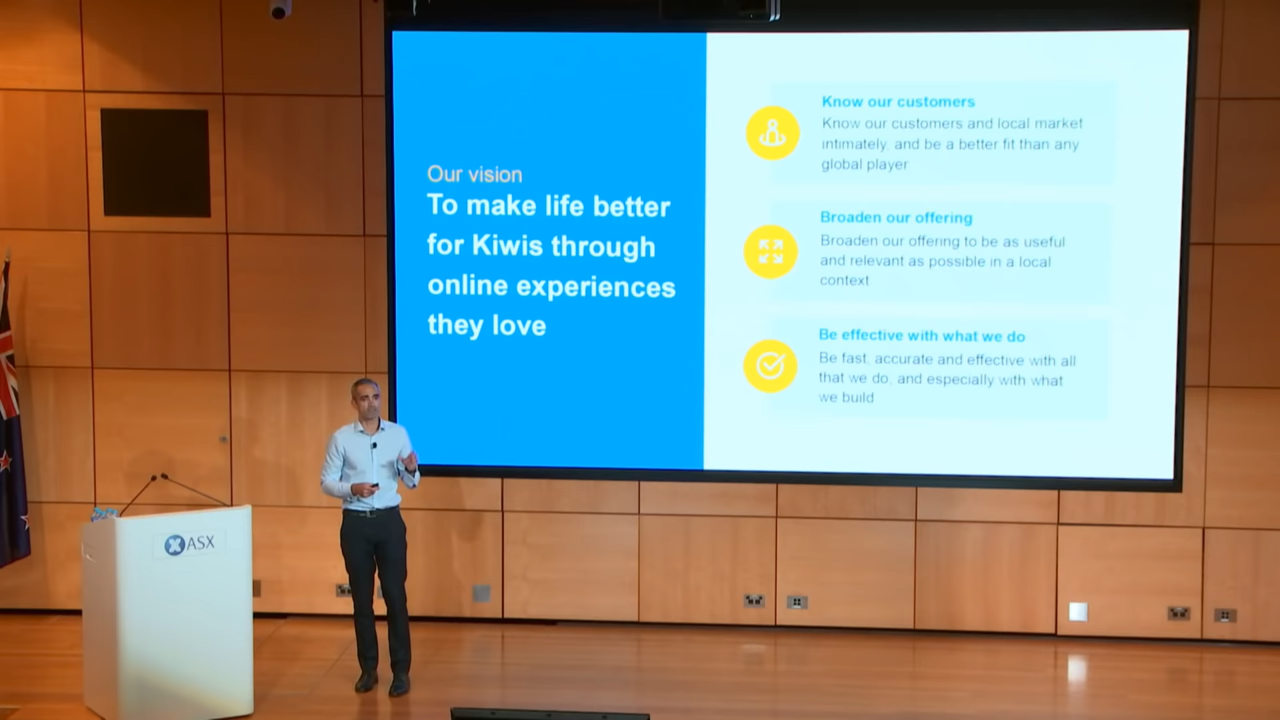 Our vision
To make life better
for Kiwis through
online experiences
they love
Know our customers
Know our customers and local market
intimately, and be a better fit than any
global player
Broaden our offering
Broaden our offering to be as useful
and relevant as possible in a local
context
Be effective with what we do
Be fast, accurate and effective with all
that we do, and especially with what
we build
ASX